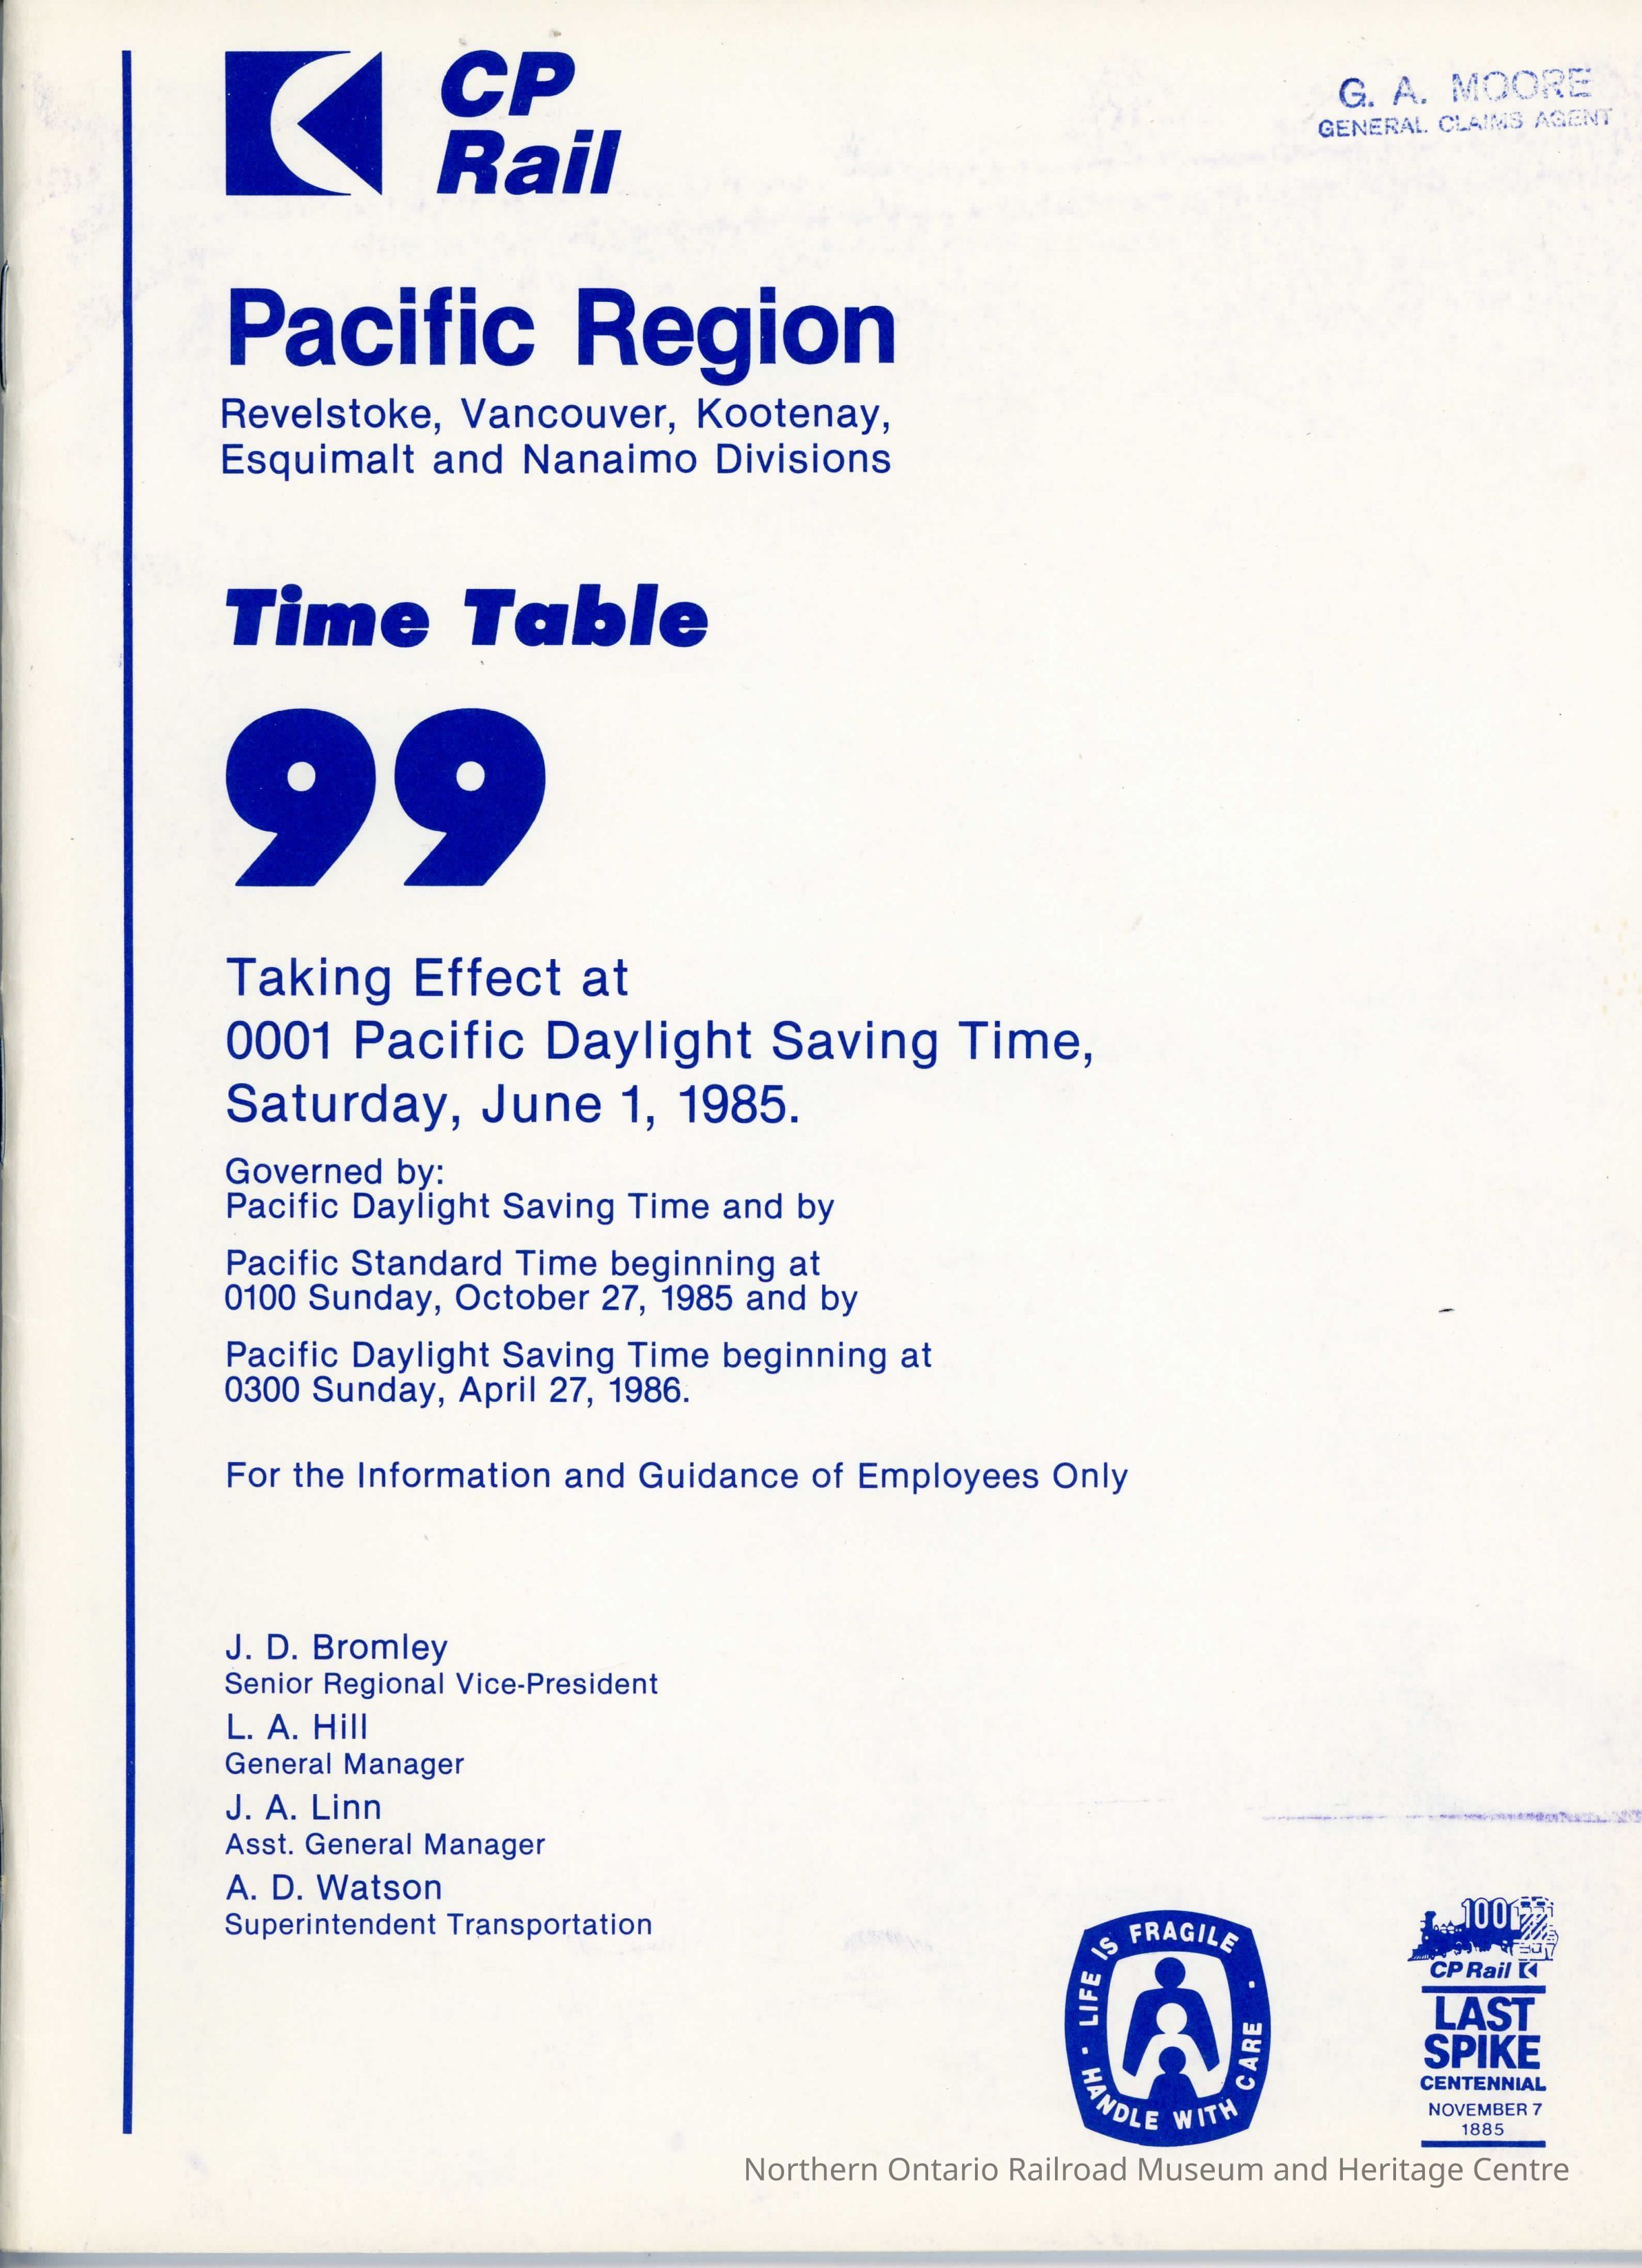 CP
Rail
G. A. MOORE
GENERAL CLAIMS AGENT
Pacific Region
Revelstoke, Vancouver, Kootenay,
Esquimalt and Nanaimo Divisions
Time Table
99
Taking Effect at
0001 Pacific Daylight Saving Time,
Saturday, June 1, 1985.
Governed by:
Pacific Daylight Saving Time and by
Pacific Standard Time beginning at
0100 Sunday, October 27, 1985 and by
Pacific Daylight Saving Time beginning at
0300 Sunday, April 27, 1986.
For the Information and Guidance of Employees Only
J. D. Bromley
Senior Regional Vice-President
L. A. Hill
General Manager
J. A. Linn
Asst. General Manager
A. D. Watson
Superintendent Transportation
· LIFE IS FRAGILE ·
HANDLE WITH CARE
100
CP Rail
LAST
SPIKE
CENTENNIAL
NOVEMBER 7
1885
Northern Ontario Railroad Museum and Heritage Centre